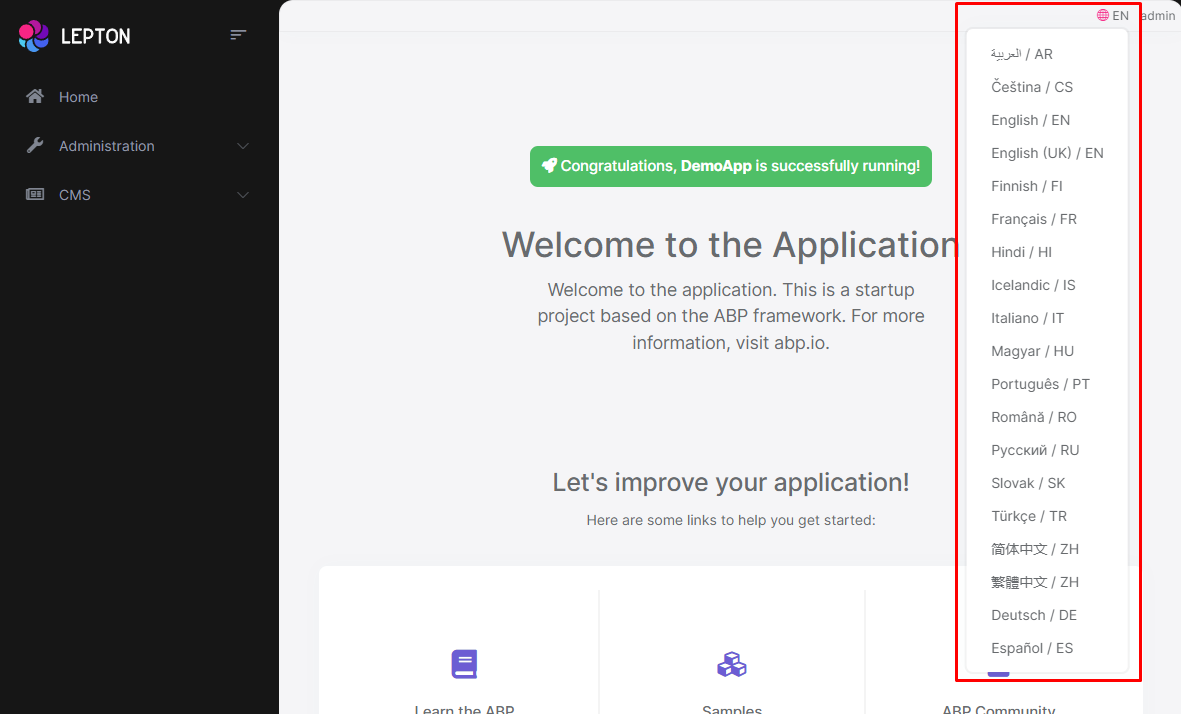 LEPTON
Home
Administration
CMS
EN
admin
العربية / AR
Čeština / CS
English / EN
English (UK) / EN
Finnish / FI
Français / FR
Hindi / HI
Icelandic / IS
Italiano / IT
Magyar / HU
Português / PT
Română / RO
Русский / RU
Slovak / SK
Türkçe / TR
简体中文 / ZH
繁體中文 / ZH
Deutsch / DE
Español / ES
Congratulations, DemoApp is successfully running!
Welcome to the Application
Welcome to the application. This is a startup
project based on the ABP framework. For more
information, visit abp.io.
Let's improve your application!
Here are some links to help you get started:
Learn the ABP
Samples
ABP Community